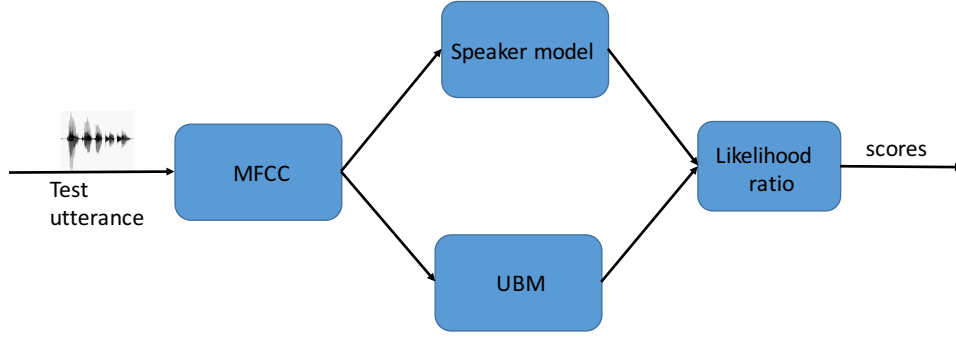 Speaker model
Test
utterance
MFCC
Likelihood
ratio
scores
UBM